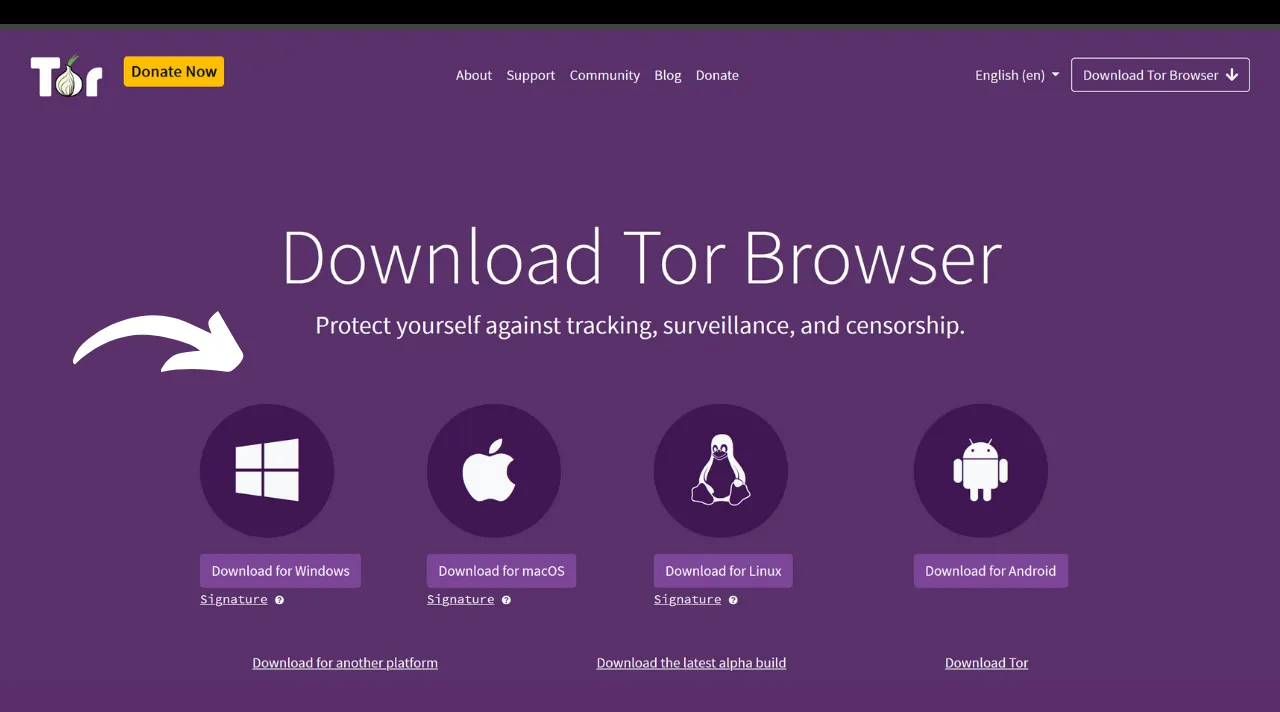 Tor
Donate Now
About Support Community Blog Donate
English (en)
Download Tor Browser
Download Tor Browser
Protect yourself against tracking, surveillance, and censorship.
Download for Windows
Download for macOS
Download for Linux
Download for Android
Signature ?
Signature ?
Signature ?
Download for another platform
Download the latest alpha build
Download Tor